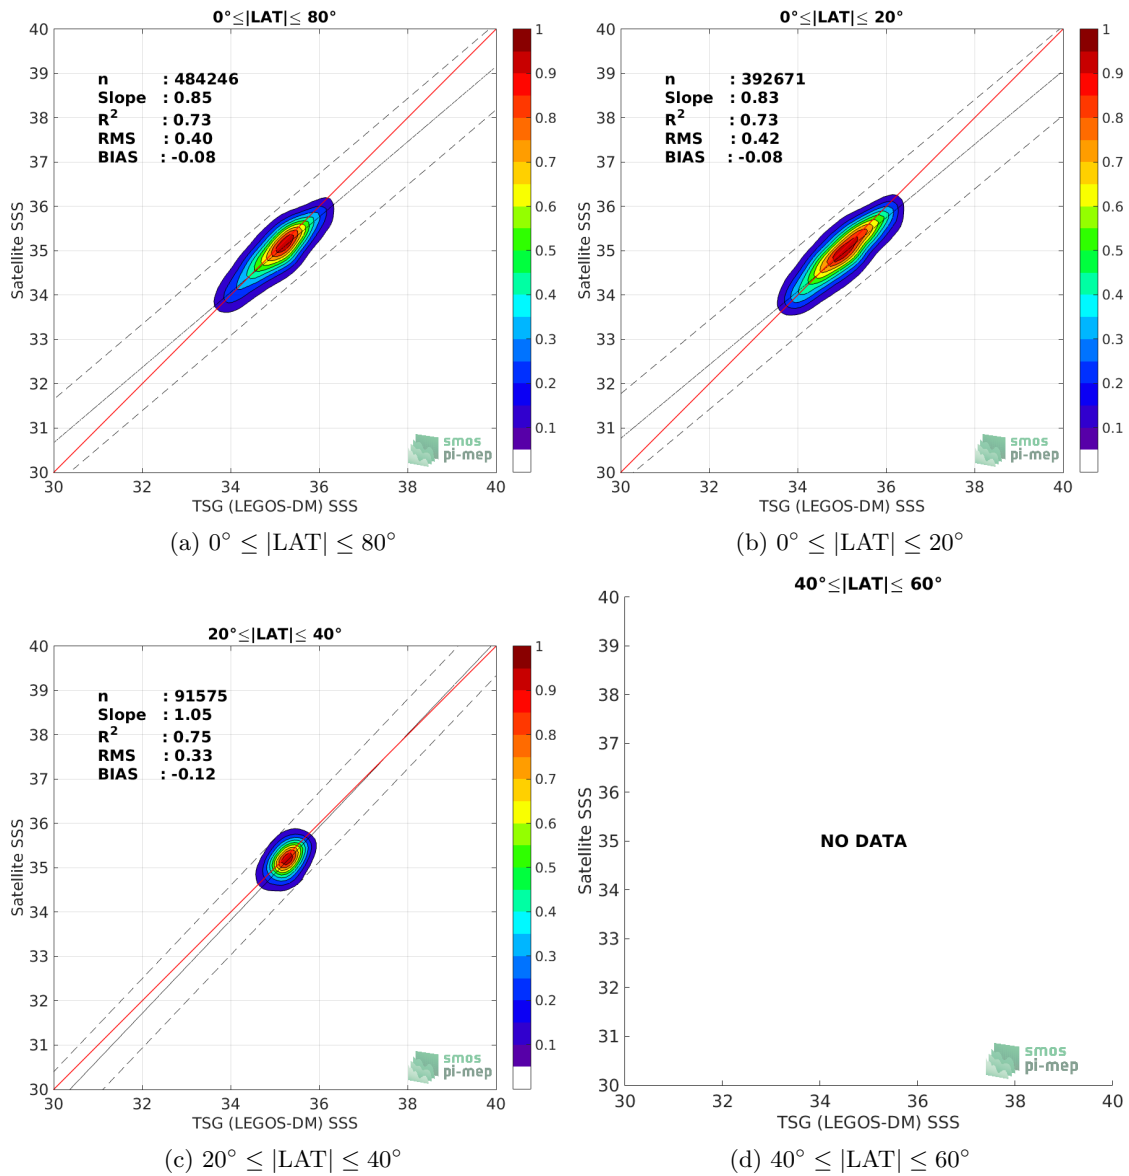 0°≤|LAT|≤ 80°
n : 484246
Slope : 0.85
R² : 0.73
RMS : 0.40
BIAS : -0.08
40
39
38
37
36
35
34
33
32
31
30
Satellite SSS
30 32 34 36 38 40
TSG (LEGOS-DM) SSS
1
0.9
0.8
0.7
0.6
0.5
0.4
0.3
0.2
0.1
smos
pi-mep
(a) 0° ≤ |LAT| ≤ 80°
0°≤|LAT|≤ 20°
n : 392671
Slope : 0.83
R² : 0.73
RMS : 0.42
BIAS : -0.08
40
39
38
37
36
35
34
33
32
31
30
Satellite SSS
30 32 34 36 38 40
TSG (LEGOS-DM) SSS
1
0.9
0.8
0.7
0.6
0.5
0.4
0.3
0.2
0.1
smos
pi-mep
(b) 0° ≤ |LAT| ≤ 20°
20°≤|LAT|≤ 40°
n : 91575
Slope : 1.05
R² : 0.75
RMS : 0.33
BIAS : -0.12
40
39
38
37
36
35
34
33
32
31
30
Satellite SSS
30 32 34 36 38 40
TSG (LEGOS-DM) SSS
1
0.9
0.8
0.7
0.6
0.5
0.4
0.3
0.2
0.1
smos
pi-mep
(c) 20° ≤ |LAT| ≤ 40°
40°≤|LAT|≤ 60°
40
39
38
37
36
35
34
33
32
31
30
Satellite SSS
NO DATA
30 32 34 36 38 40
TSG (LEGOS-DM) SSS
smos
pi-mep
(d) 40° ≤ |LAT| ≤ 60°